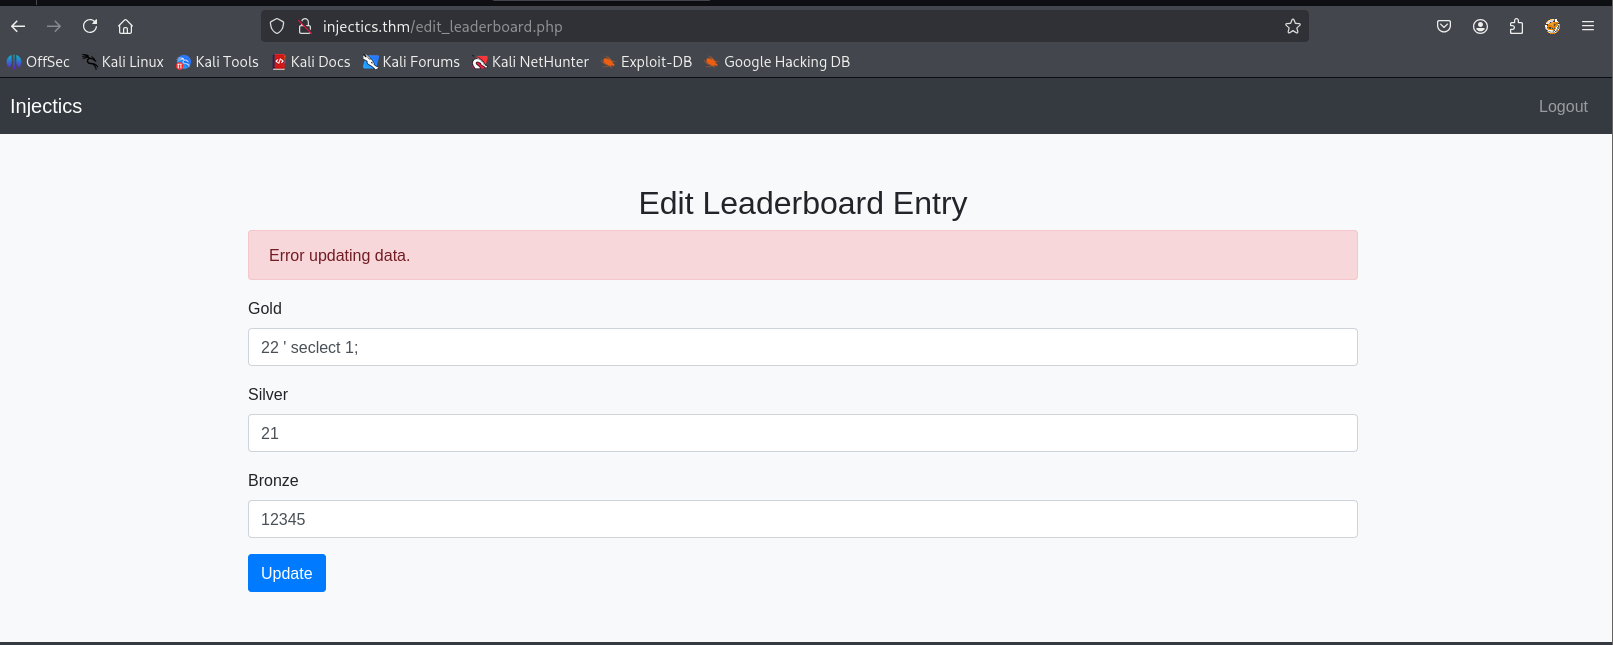 injectics.thm/edit_leaderboard.php
OffSec Kali Linux Kali Tools Kali Docs Kali Forums Kali NetHunter Exploit-DB Google Hacking DB
Injectics Logout
Edit Leaderboard Entry
Error updating data.
Gold
22 ' seclect 1;
Silver
21
Bronze
12345
Update